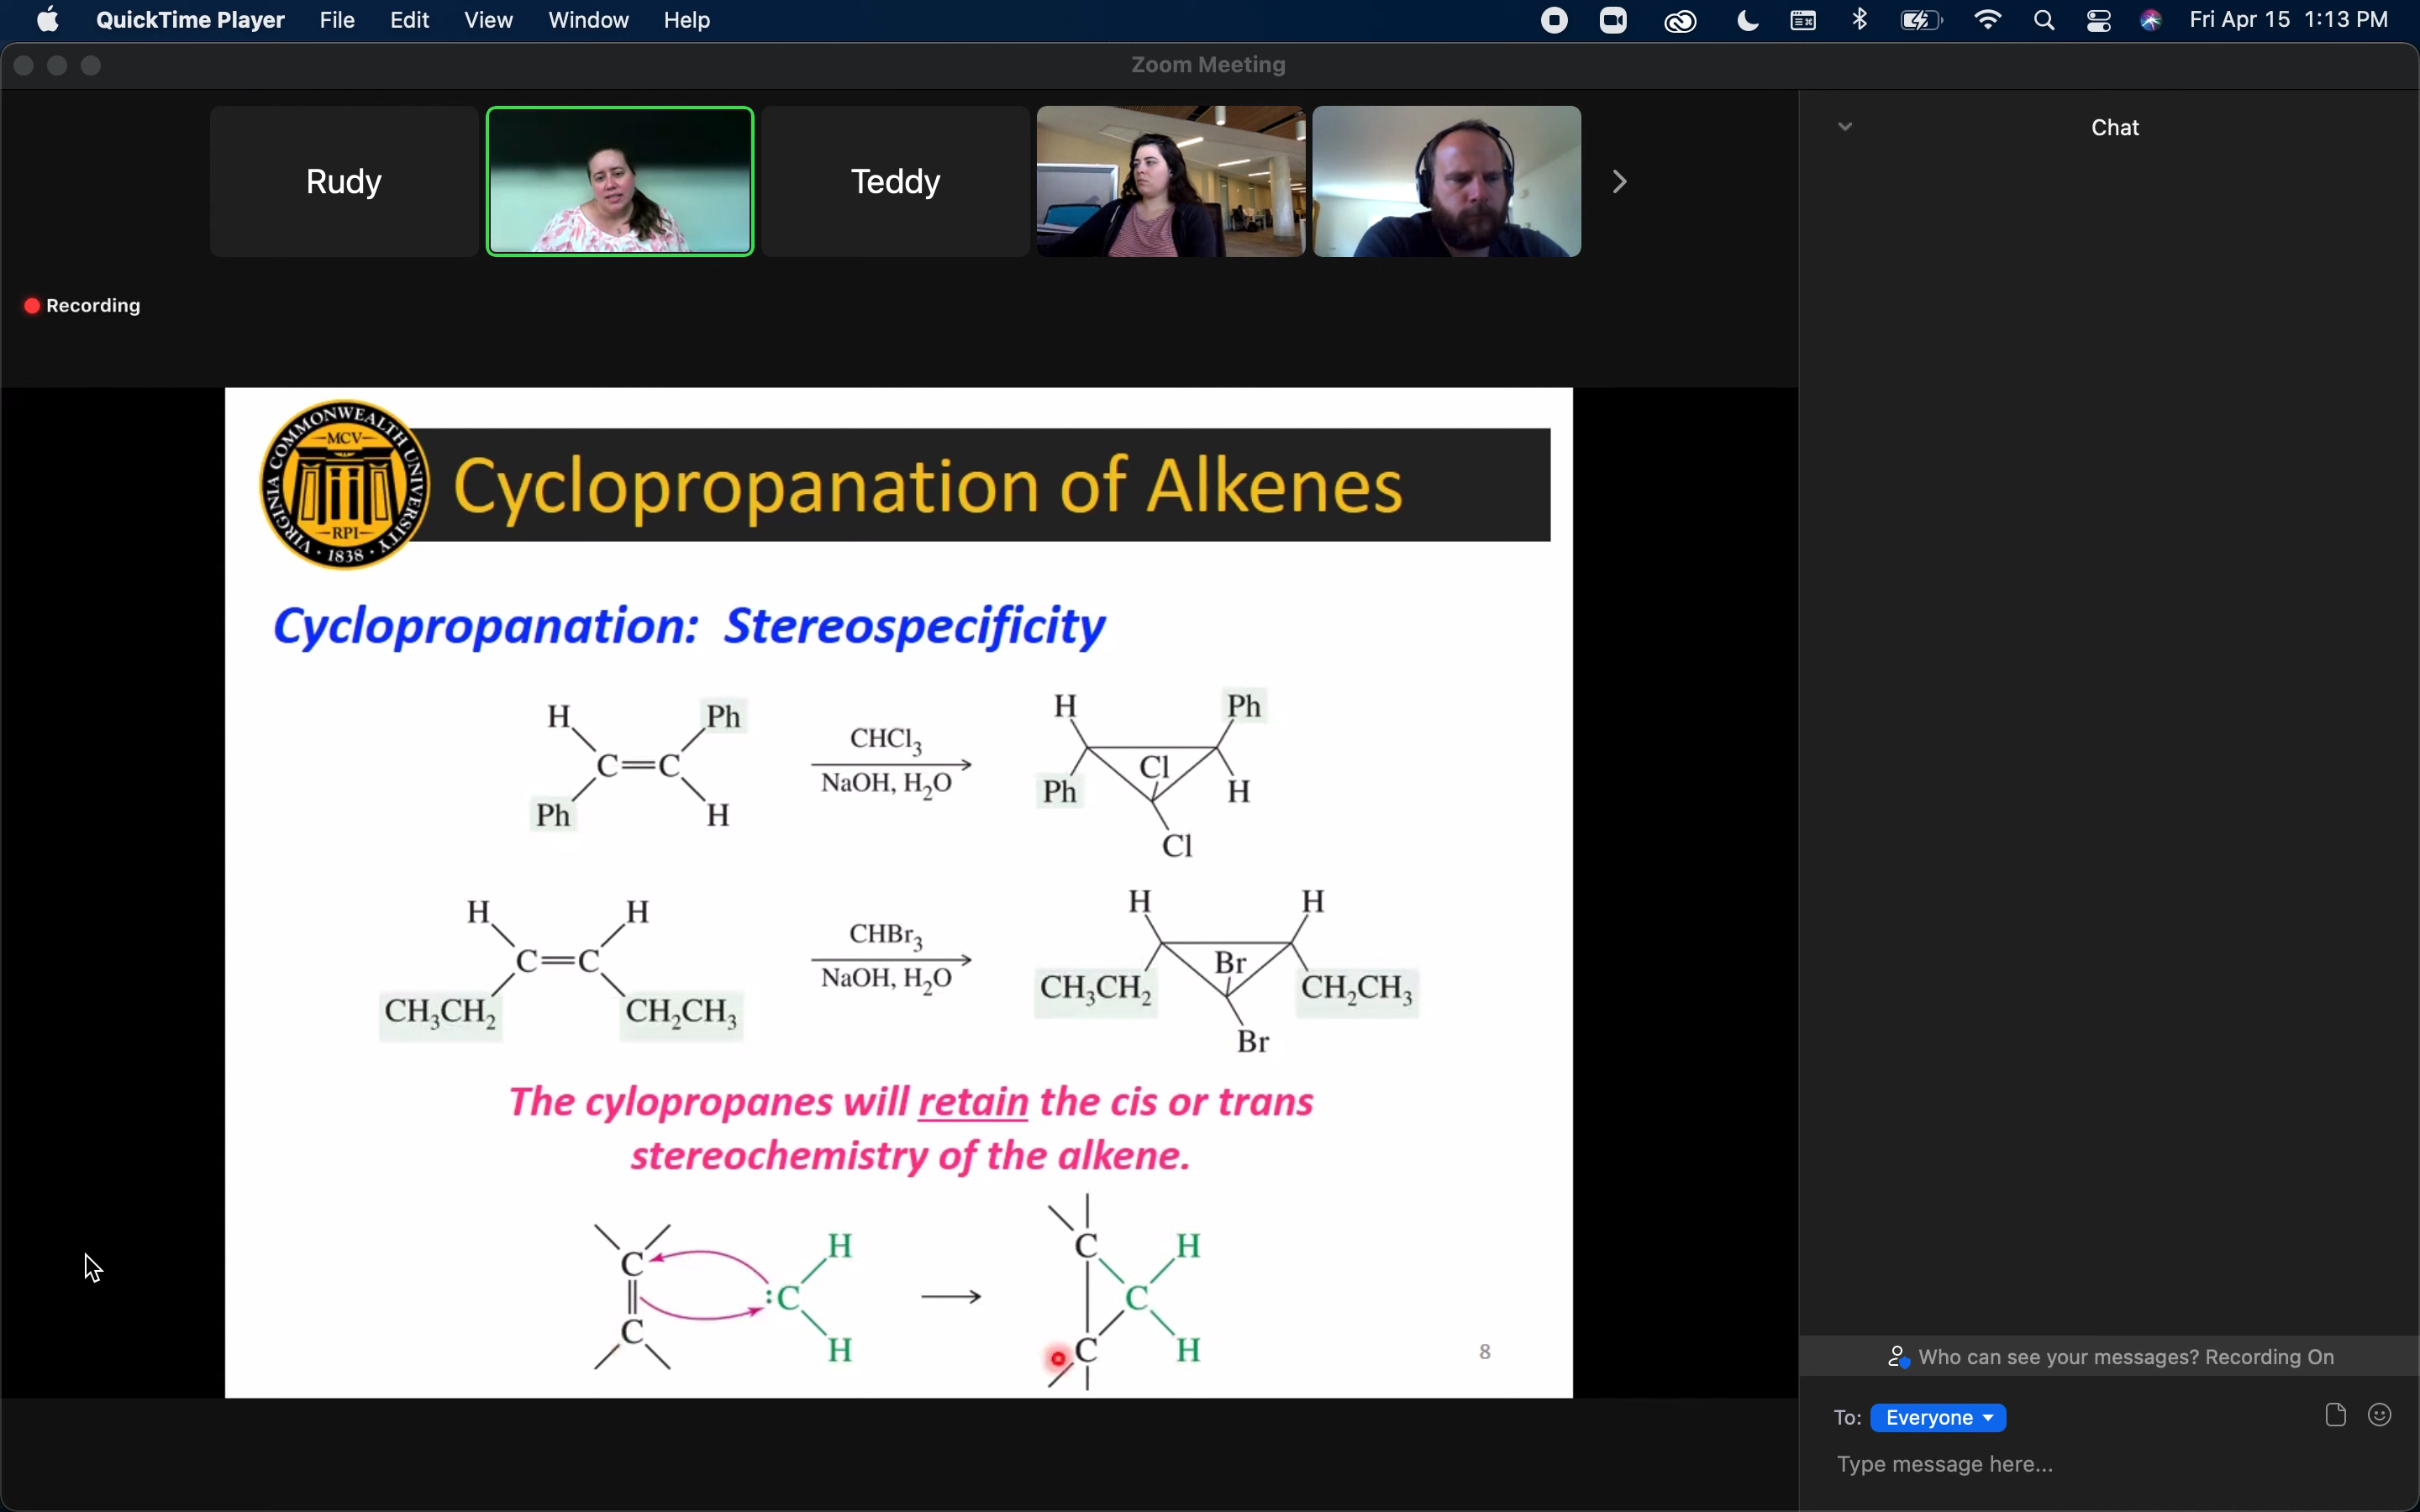 QuickTime Player File Edit View Window Help Fri Apr 15 1:13 PM
Zoom Meeting
Rudy
Teddy
Chat
Recording
VIRGINIA COMMONWEALTH UNIVERSITY
MCV
RPI
1838
Cyclopropanation of Alkenes
Cyclopropanation: Stereospecificity
H Ph
C=C
Ph H
CHCl₃
NaOH, H₂O
H Ph
Cl
Ph H
Cl
H H
C=C
CH₃CH₂ CH₂CH₃
CHBr₃
NaOH, H₂O
H H
Br
CH₃CH₂ CH₂CH₃
Br
The cylopropanes will retain the cis or trans
stereochemistry of the alkene.
C H
:C
C H
C H
C
C H
8
Who can see your messages? Recording On
To: Everyone
Type message here...